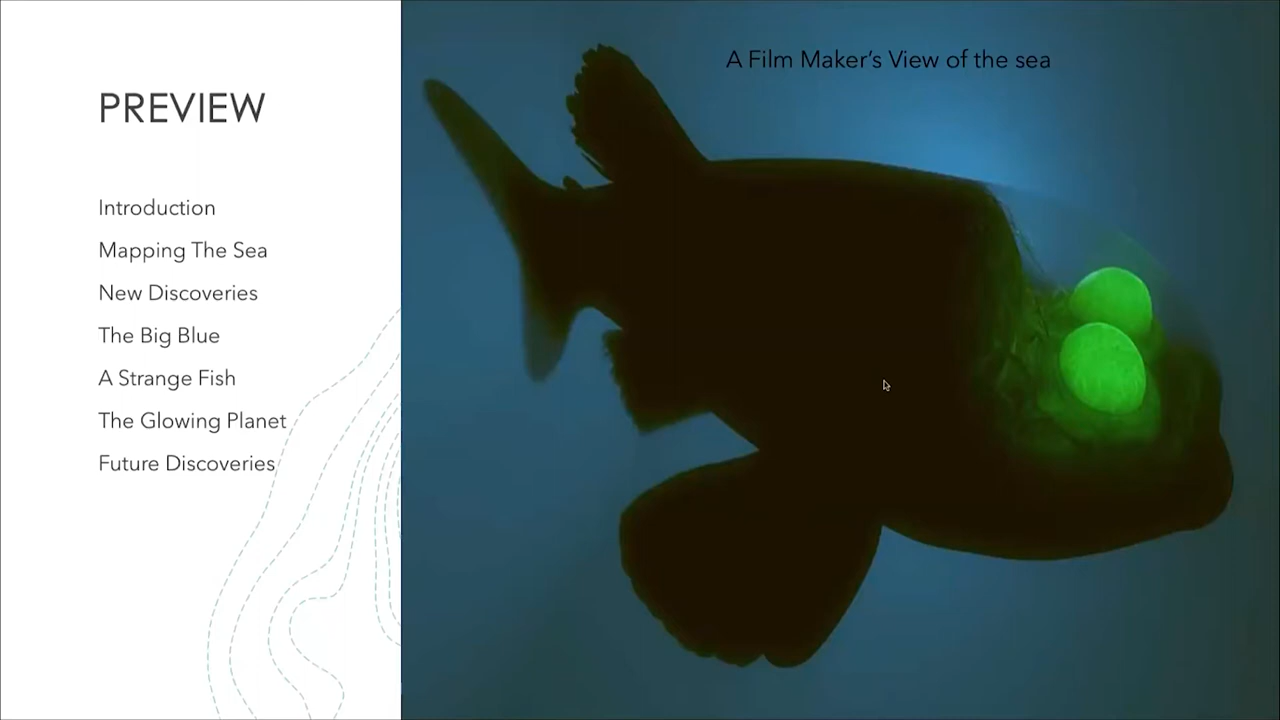 PREVIEW
Introduction
Mapping The Sea
New Discoveries
The Big Blue
A Strange Fish
The Glowing Planet
Future Discoveries
A Film Maker's View of the sea